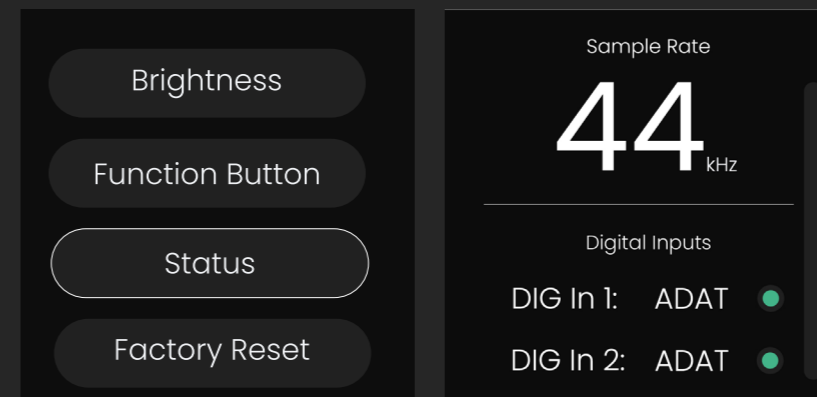 Brightness
Function Button
Status
Factory Reset
Sample Rate
44 kHz
Digital Inputs
DIG In 1: ADAT
DIG In 2: ADAT